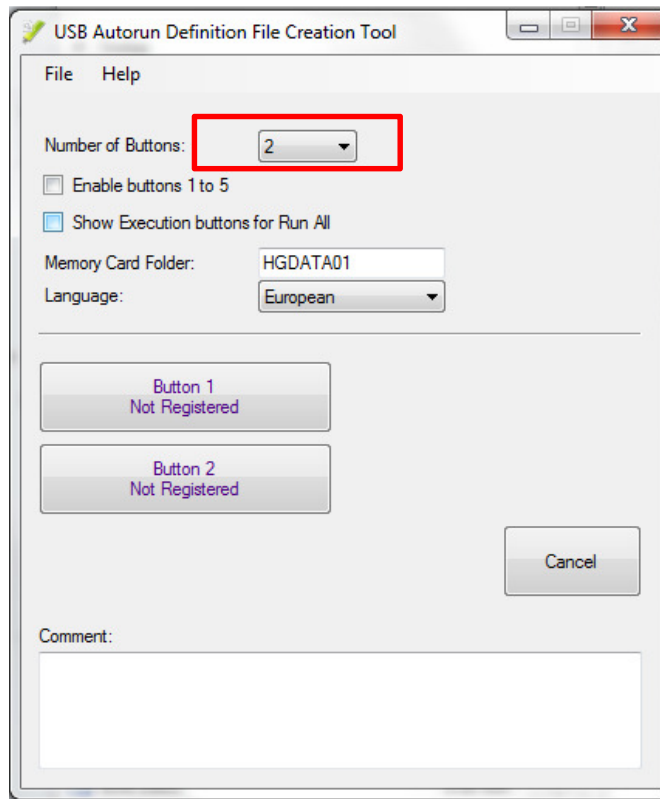 USB Autorun Definition File Creation Tool
File Help
Number of Buttons: 2
Enable buttons 1 to 5
Show Execution buttons for Run All
Memory Card Folder: HGDATA01
Language: European
Button 1
Not Registered
Button 2
Not Registered
Cancel
Comment: